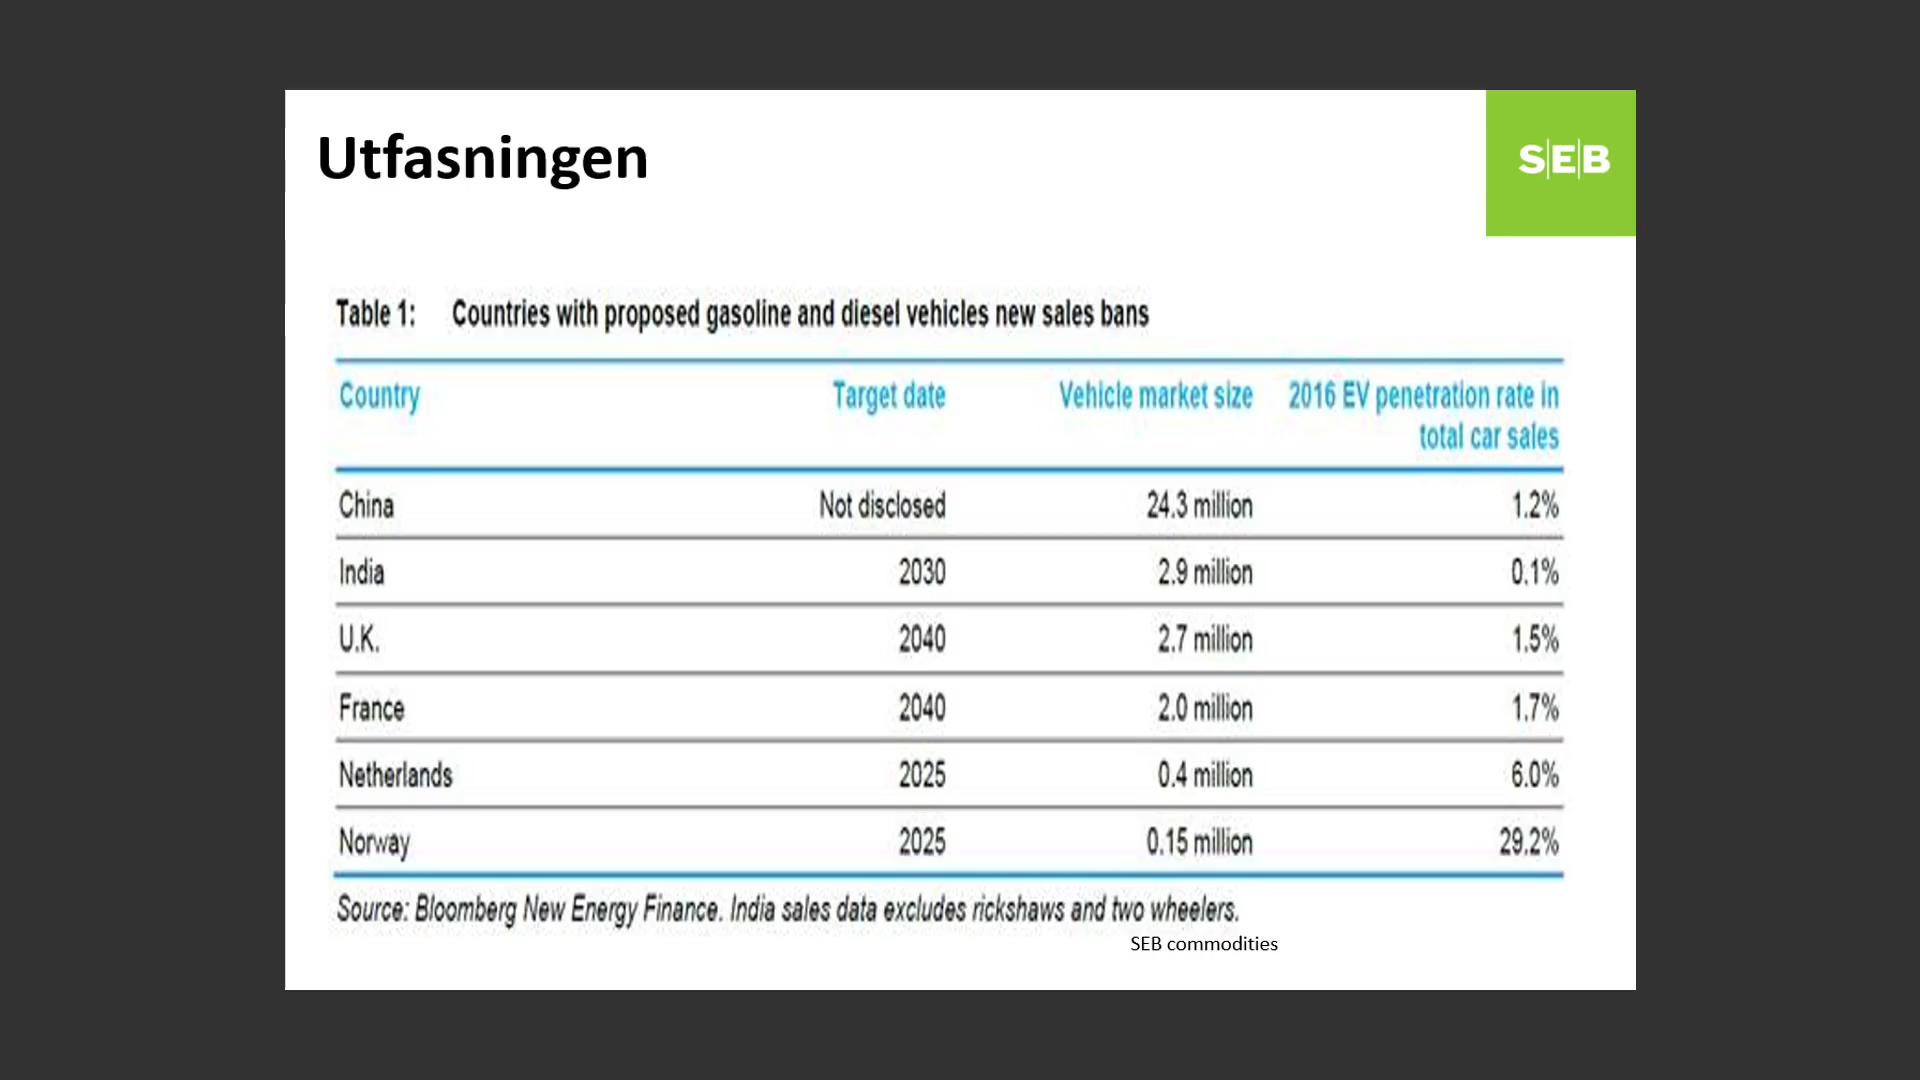 Utfasningen
S|E|B
Table 1: Countries with proposed gasoline and diesel vehicles new sales bans
Country Target date Vehicle market size 2016 EV penetration rate in
total car sales
China Not disclosed 24.3 million 1.2%
India 2030 2.9 million 0.1%
U.K. 2040 2.7 million 1.5%
France 2040 2.0 million 1.7%
Netherlands 2025 0.4 million 6.0%
Norway 2025 0.15 million 29.2%
Source: Bloomberg New Energy Finance. India sales data excludes rickshaws and two wheelers.
SEB commodities